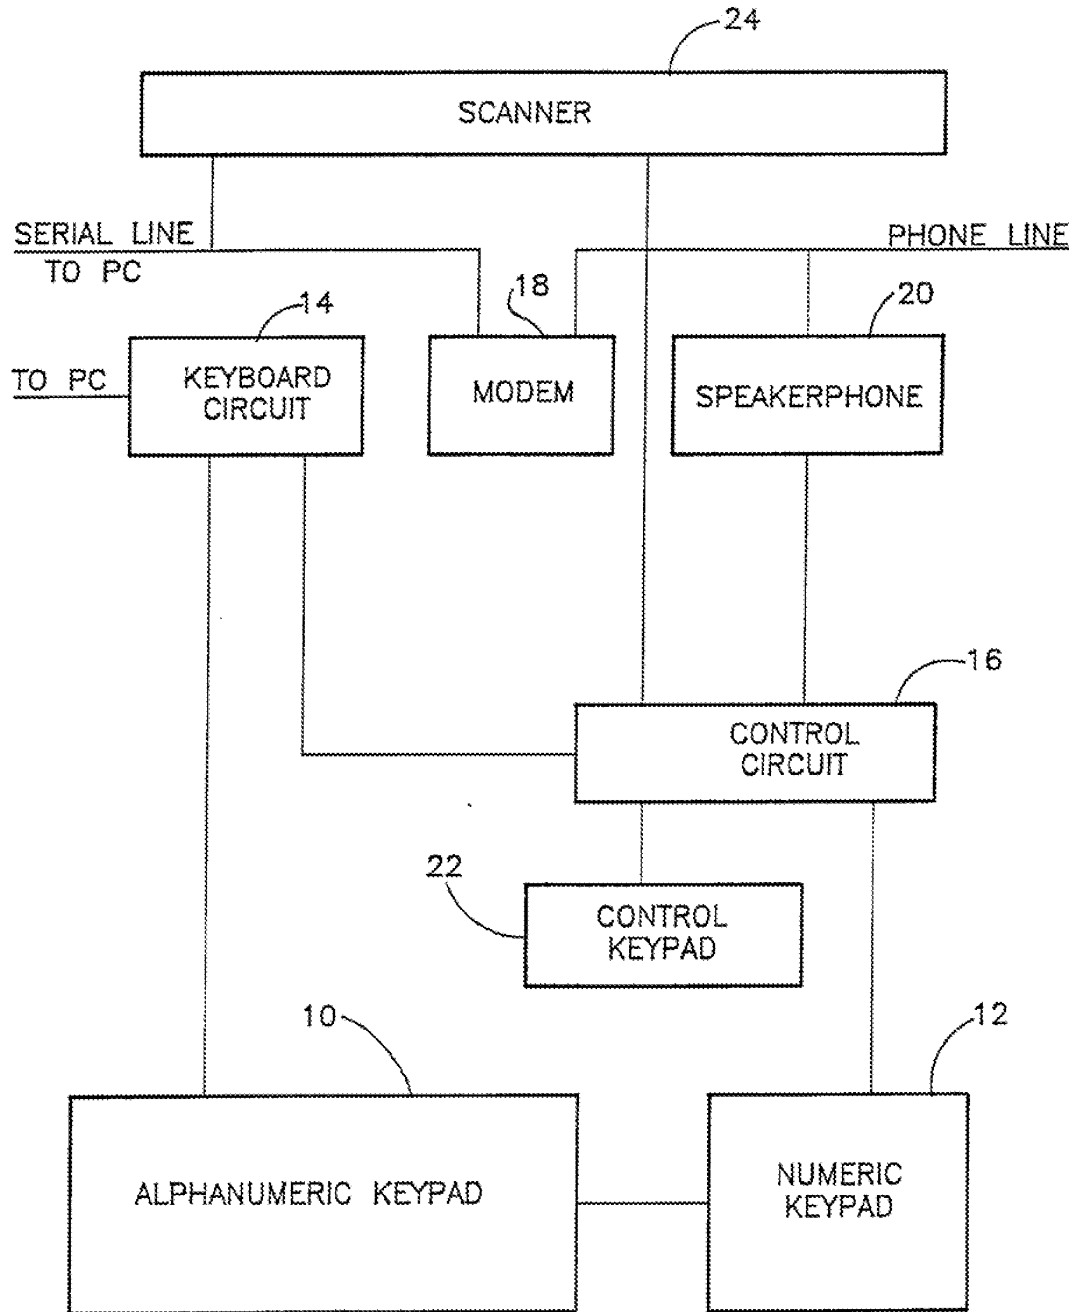 24
SCANNER
SERIAL LINE
TO PC
PHONE LINE
18
20
14
TO PC
KEYBOARD
CIRCUIT
MODEM
SPEAKERPHONE
16
CONTROL
CIRCUIT
22
CONTROL
KEYPAD
10
12
ALPHANUMERIC KEYPAD
NUMERIC
KEYPAD